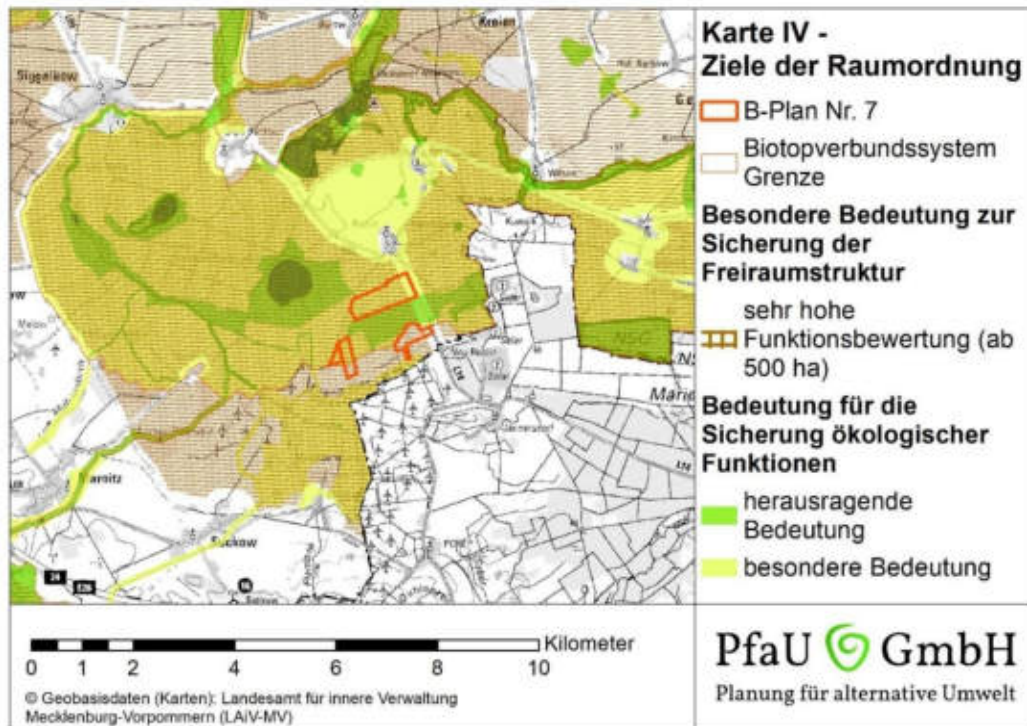 Siggelkow
Kreien
Wilsen
Suckow
NSG
Karte IV -
Ziele der Raumordnung
B-Plan Nr. 7
Biotopverbundssystem
Grenze
Besondere Bedeutung zur
Sicherung der
Freiraumstruktur
sehr hohe
Funktionsbewertung (ab
500 ha)
Bedeutung für die
Sicherung ökologischer
Funktionen
herausragende
Bedeutung
besondere Bedeutung
Kilometer
0 1 2 4 6 8 10
© Geobasisdaten (Karten): Landesamt für innere Verwaltung
Mecklenburg-Vorpommern (LAiV-MV)
PfaU GmbH
Planung für alternative Umwelt